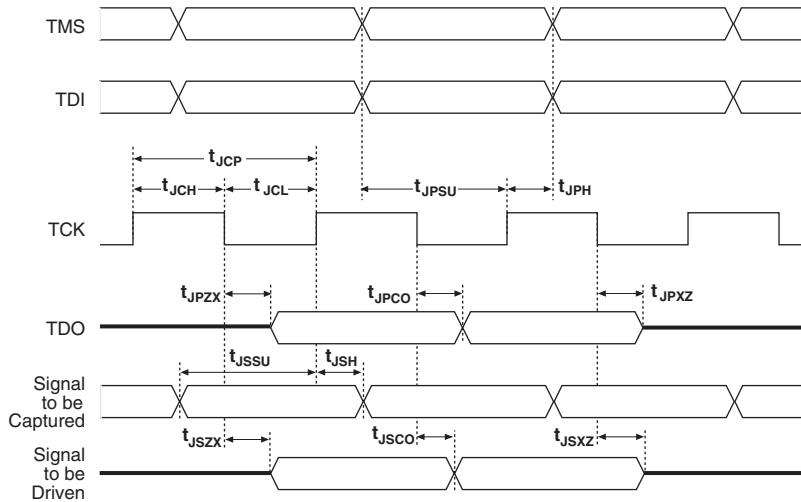 TMS
TDI
tJCP
tJCH tJCL tJPSU tJPH
TCK
tJPZX tJPCO tJPXZ
TDO
tJSSU tJSH
Signal
to be
Captured
tJSZX tJSCO tJSXZ
Signal
to be
Driven